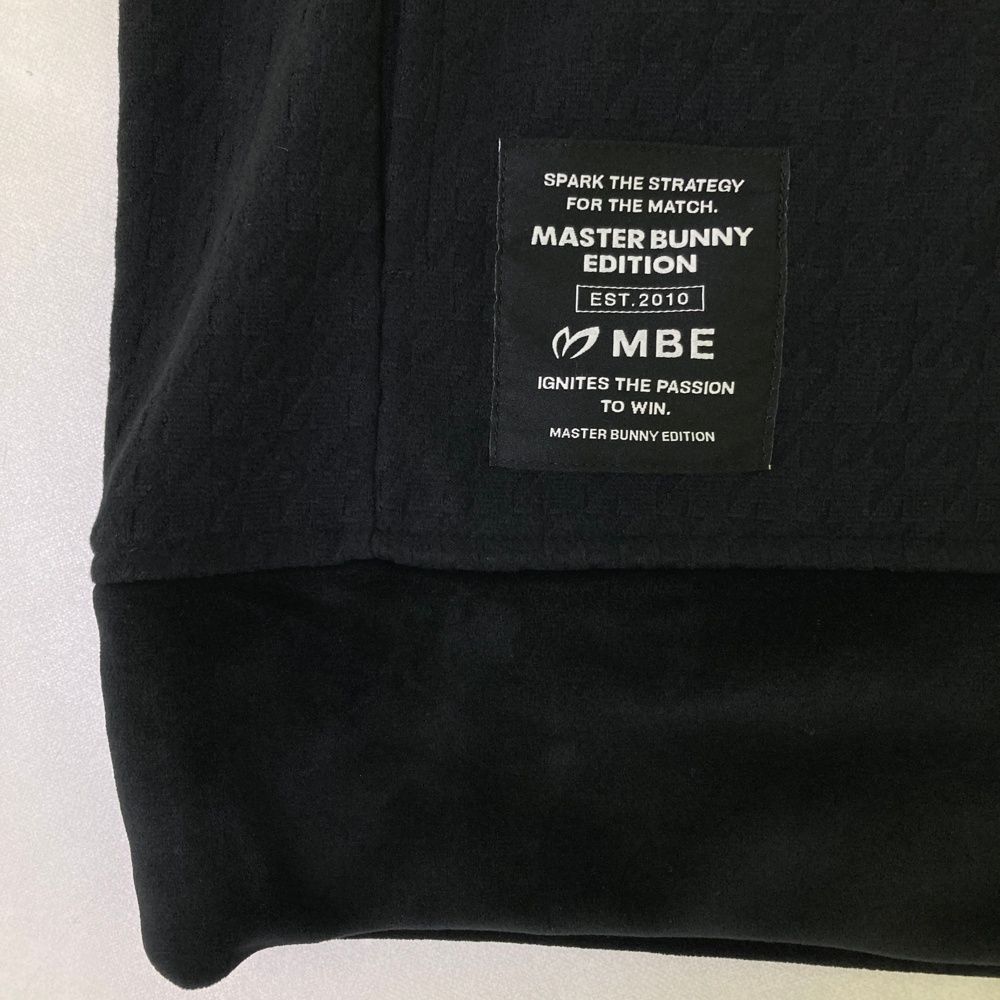 SPARK THE STRATEGY
FOR THE MATCH.
MASTER BUNNY
EDITION
EST.2010
MBE
IGNITES THE PASSION
TO WIN.
MASTER BUNNY EDITION